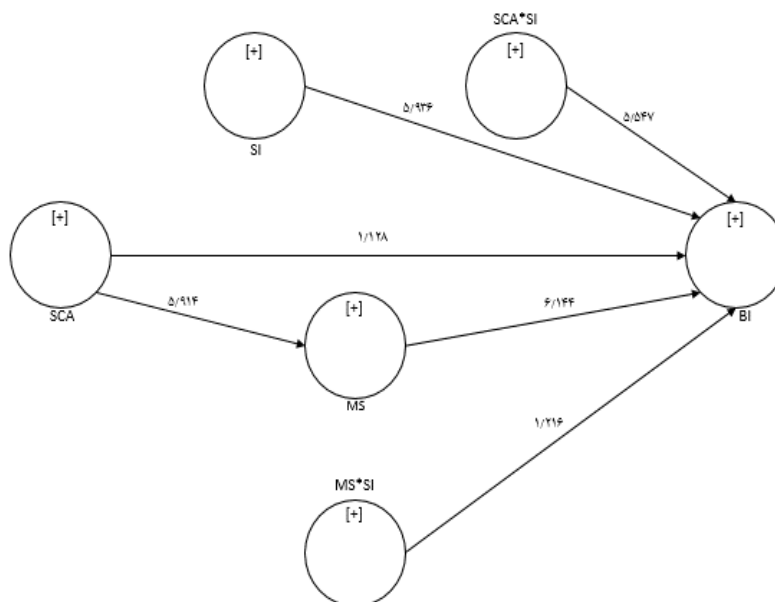 SCA*SI
[+]
[+]
SI
۵/۹۳۶
۵/۵۴۷
[+]
SCA
۱/۱۲۸
[+]
BI
۵/۹۱۴
[+]
MS
۶/۱۴۴
۱/۲۱۶
MS*SI
[+]